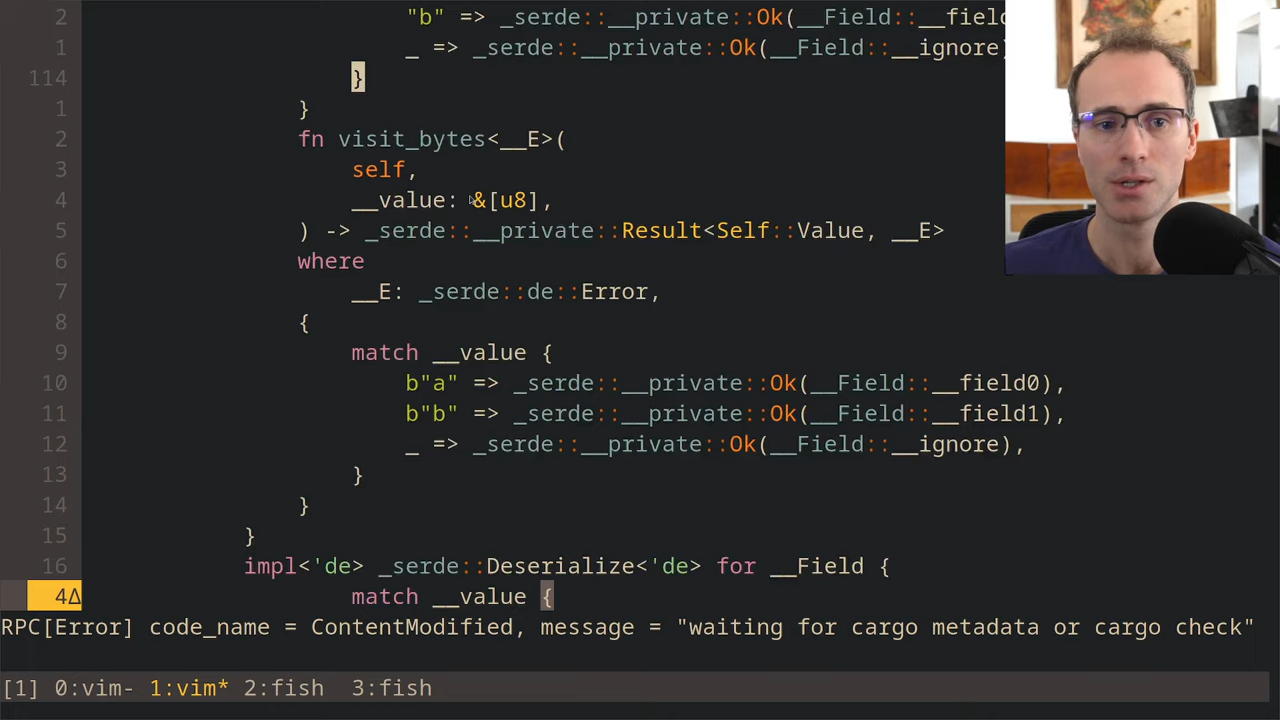 2 "b" => _serde::__private::Ok(__Field::__field
1 _ => _serde::__private::Ok(__Field::__ignore)
114 }
1 }
2 fn visit_bytes<__E>(
3 self,
4 __value: &[u8],
5 ) -> _serde::__private::Result<Self::Value, __E>
6 where
7 __E: _serde::de::Error,
8 {
9 match __value {
10 b"a" => _serde::__private::Ok(__Field::__field0),
11 b"b" => _serde::__private::Ok(__Field::__field1),
12 _ => _serde::__private::Ok(__Field::__ignore),
13 }
14 }
15 }
16 impl<'de> _serde::Deserialize<'de> for __Field {
4Δ match __value {
RPC[Error] code_name = ContentModified, message = "waiting for cargo metadata or cargo check"
[1] 0:vim- 1:vim* 2:fish 3:fish